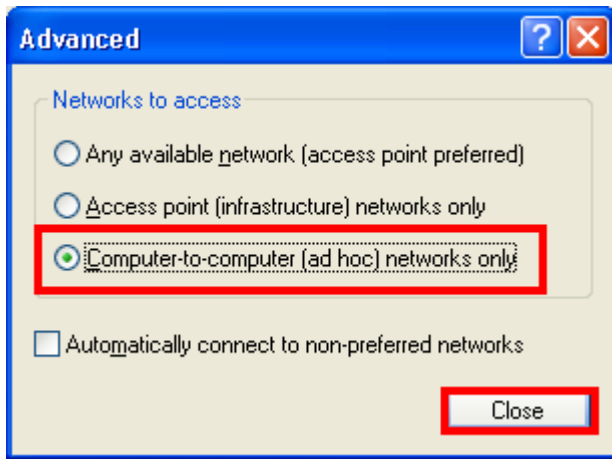 Advanced
?
Networks to access
Any available network (access point preferred)
Access point (infrastructure) networks only
Computer-to-computer (ad hoc) networks only
Automatically connect to non-preferred networks
Close